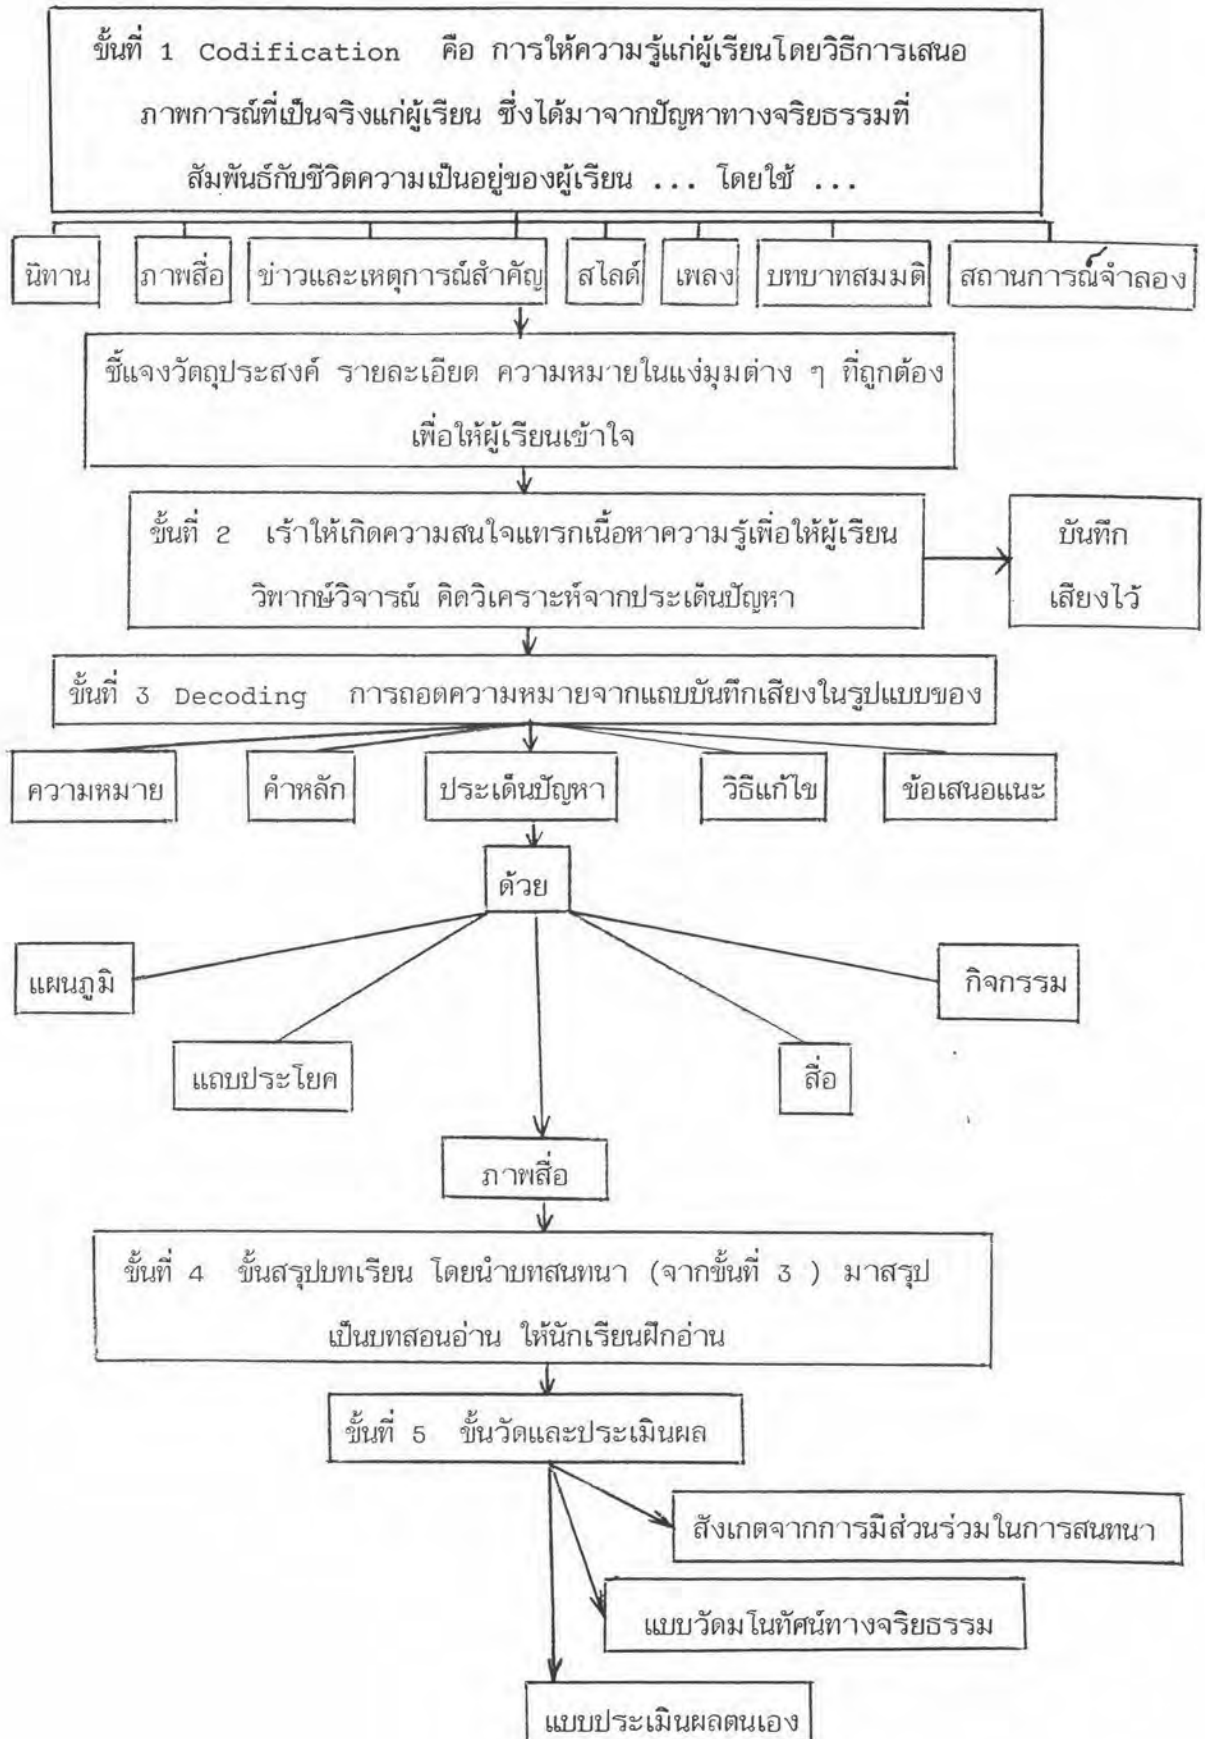 ขั้นที่ 1 Codification คือ การให้ความรู้แก่ผู้เรียนโดยวิธีการเสนอ
ภาพการณ์ที่เป็นจริงแก่ผู้เรียน ซึ่งได้มาจากปัญหาทางจริยธรรมที่
สัมพันธ์กับชีวิตความเป็นอยู่ของผู้เรียน ... โดยใช้ ...
นิทาน
ภาพสื่อ
ข่าวและเหตุการณ์สำคัญ
สไลด์
เพลง
บทบาทสมมติ
สถานการณ์จำลอง
ชี้แจงวัตถุประสงค์ รายละเอียด ความหมายในแง่มุมต่าง ๆ ที่ถูกต้อง
เพื่อให้ผู้เรียนเข้าใจ
ขั้นที่ 2 เร้าให้เกิดความสนใจแทรกเนื้อหาความรู้เพื่อให้ผู้เรียน
วิพากษ์วิจารณ์ คิดวิเคราะห์จากประเด็นปัญหา
บันทึก
เสียงไว้
ขั้นที่ 3 Decoding การถอดความหมายจากแถบบันทึกเสียงในรูปแบบของ
ความหมาย
คำหลัก
ประเด็นปัญหา
วิธีแก้ไข
ข้อเสนอแนะ
ด้วย
แผนภูมิ
กิจกรรม
แถบประโยค
สื่อ
ภาพสื่อ
ขั้นที่ 4 ขั้นสรุปบทเรียน โดยนำบทสนทนา (จากขั้นที่ 3 ) มาสรุป
เป็นบทสอนอ่าน ให้นักเรียนฝึกอ่าน
ขั้นที่ 5 ขั้นวัดและประเมินผล
สังเกตจากการมีส่วนร่วมในการสนทนา
แบบวัดมโนทัศน์ทางจริยธรรม
แบบประเมินผลตนเอง